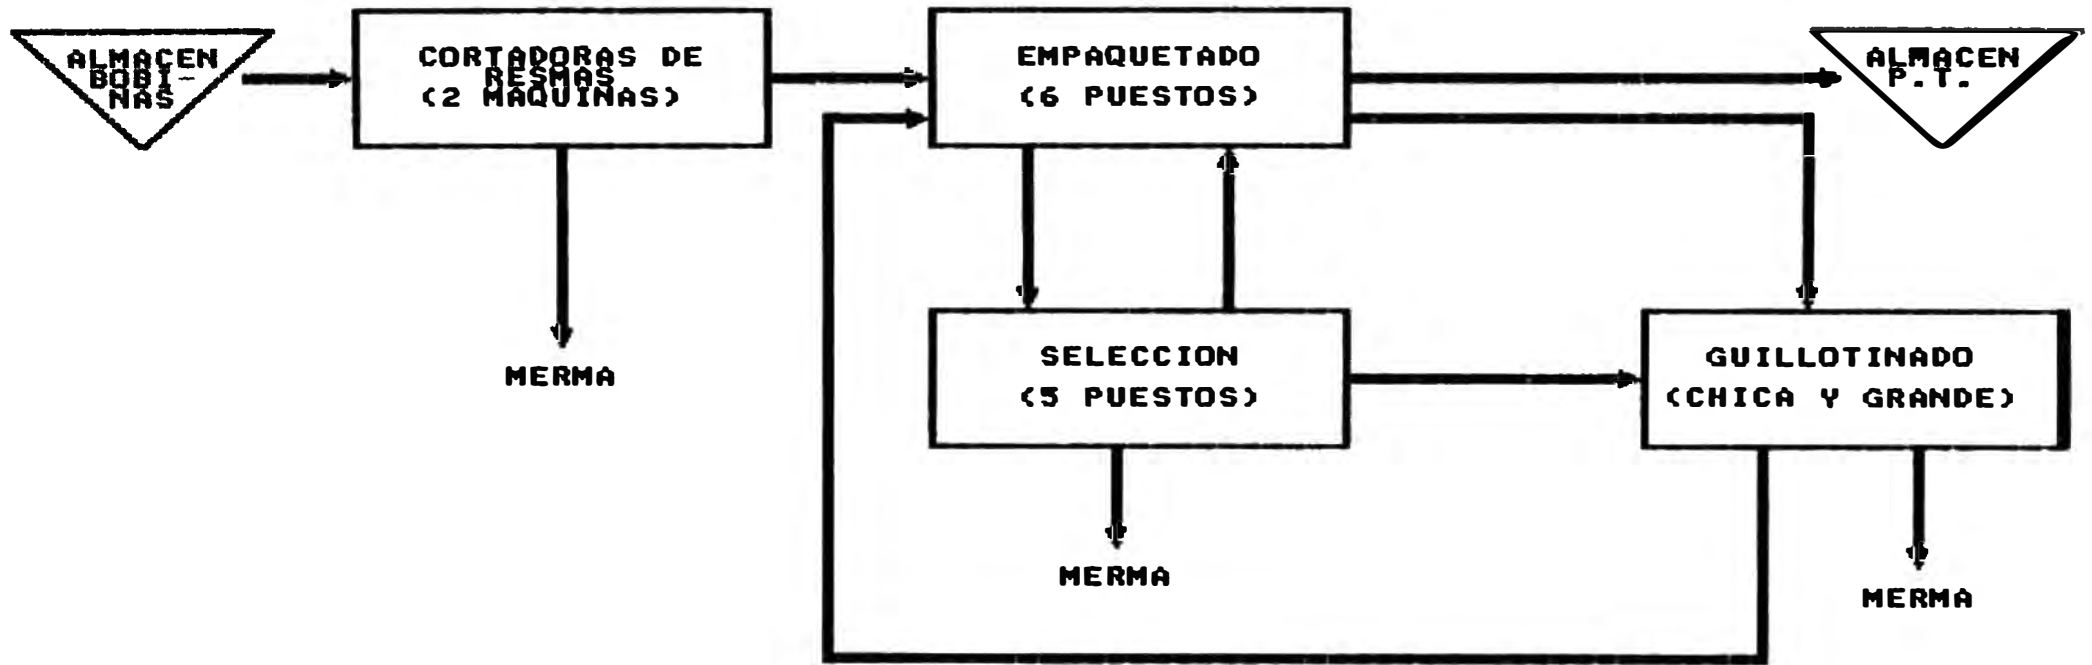 ALMACEN
BOBI-
NAS
CORTADORAS DE
RESMAS
(2 MAQUINAS)
EMPAQUETADO
(6 PUESTOS)
ALMACEN
P.T.
MERMA
SELECCION
(5 PUESTOS)
GUILLOTINADO
(CHICA Y GRANDE)
MERMA
MERMA